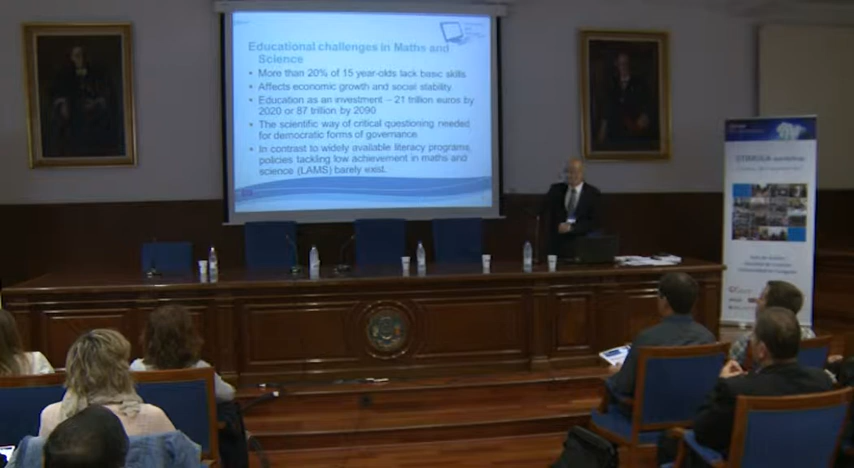 Educational challenges in Maths and
Science
• More than 20% of 15 year-olds lack basic skills
• Affects economic growth and social stability.
• Education as an investment – 21 trillion euros by
2020 or 87 trillion by 2090
• The scientific way of critical questioning needed
for democratic forms of governance
• In contrast to widely available literacy programs,
policies tackling low achievement in maths and
science (LAMS) barely exist.
workshop